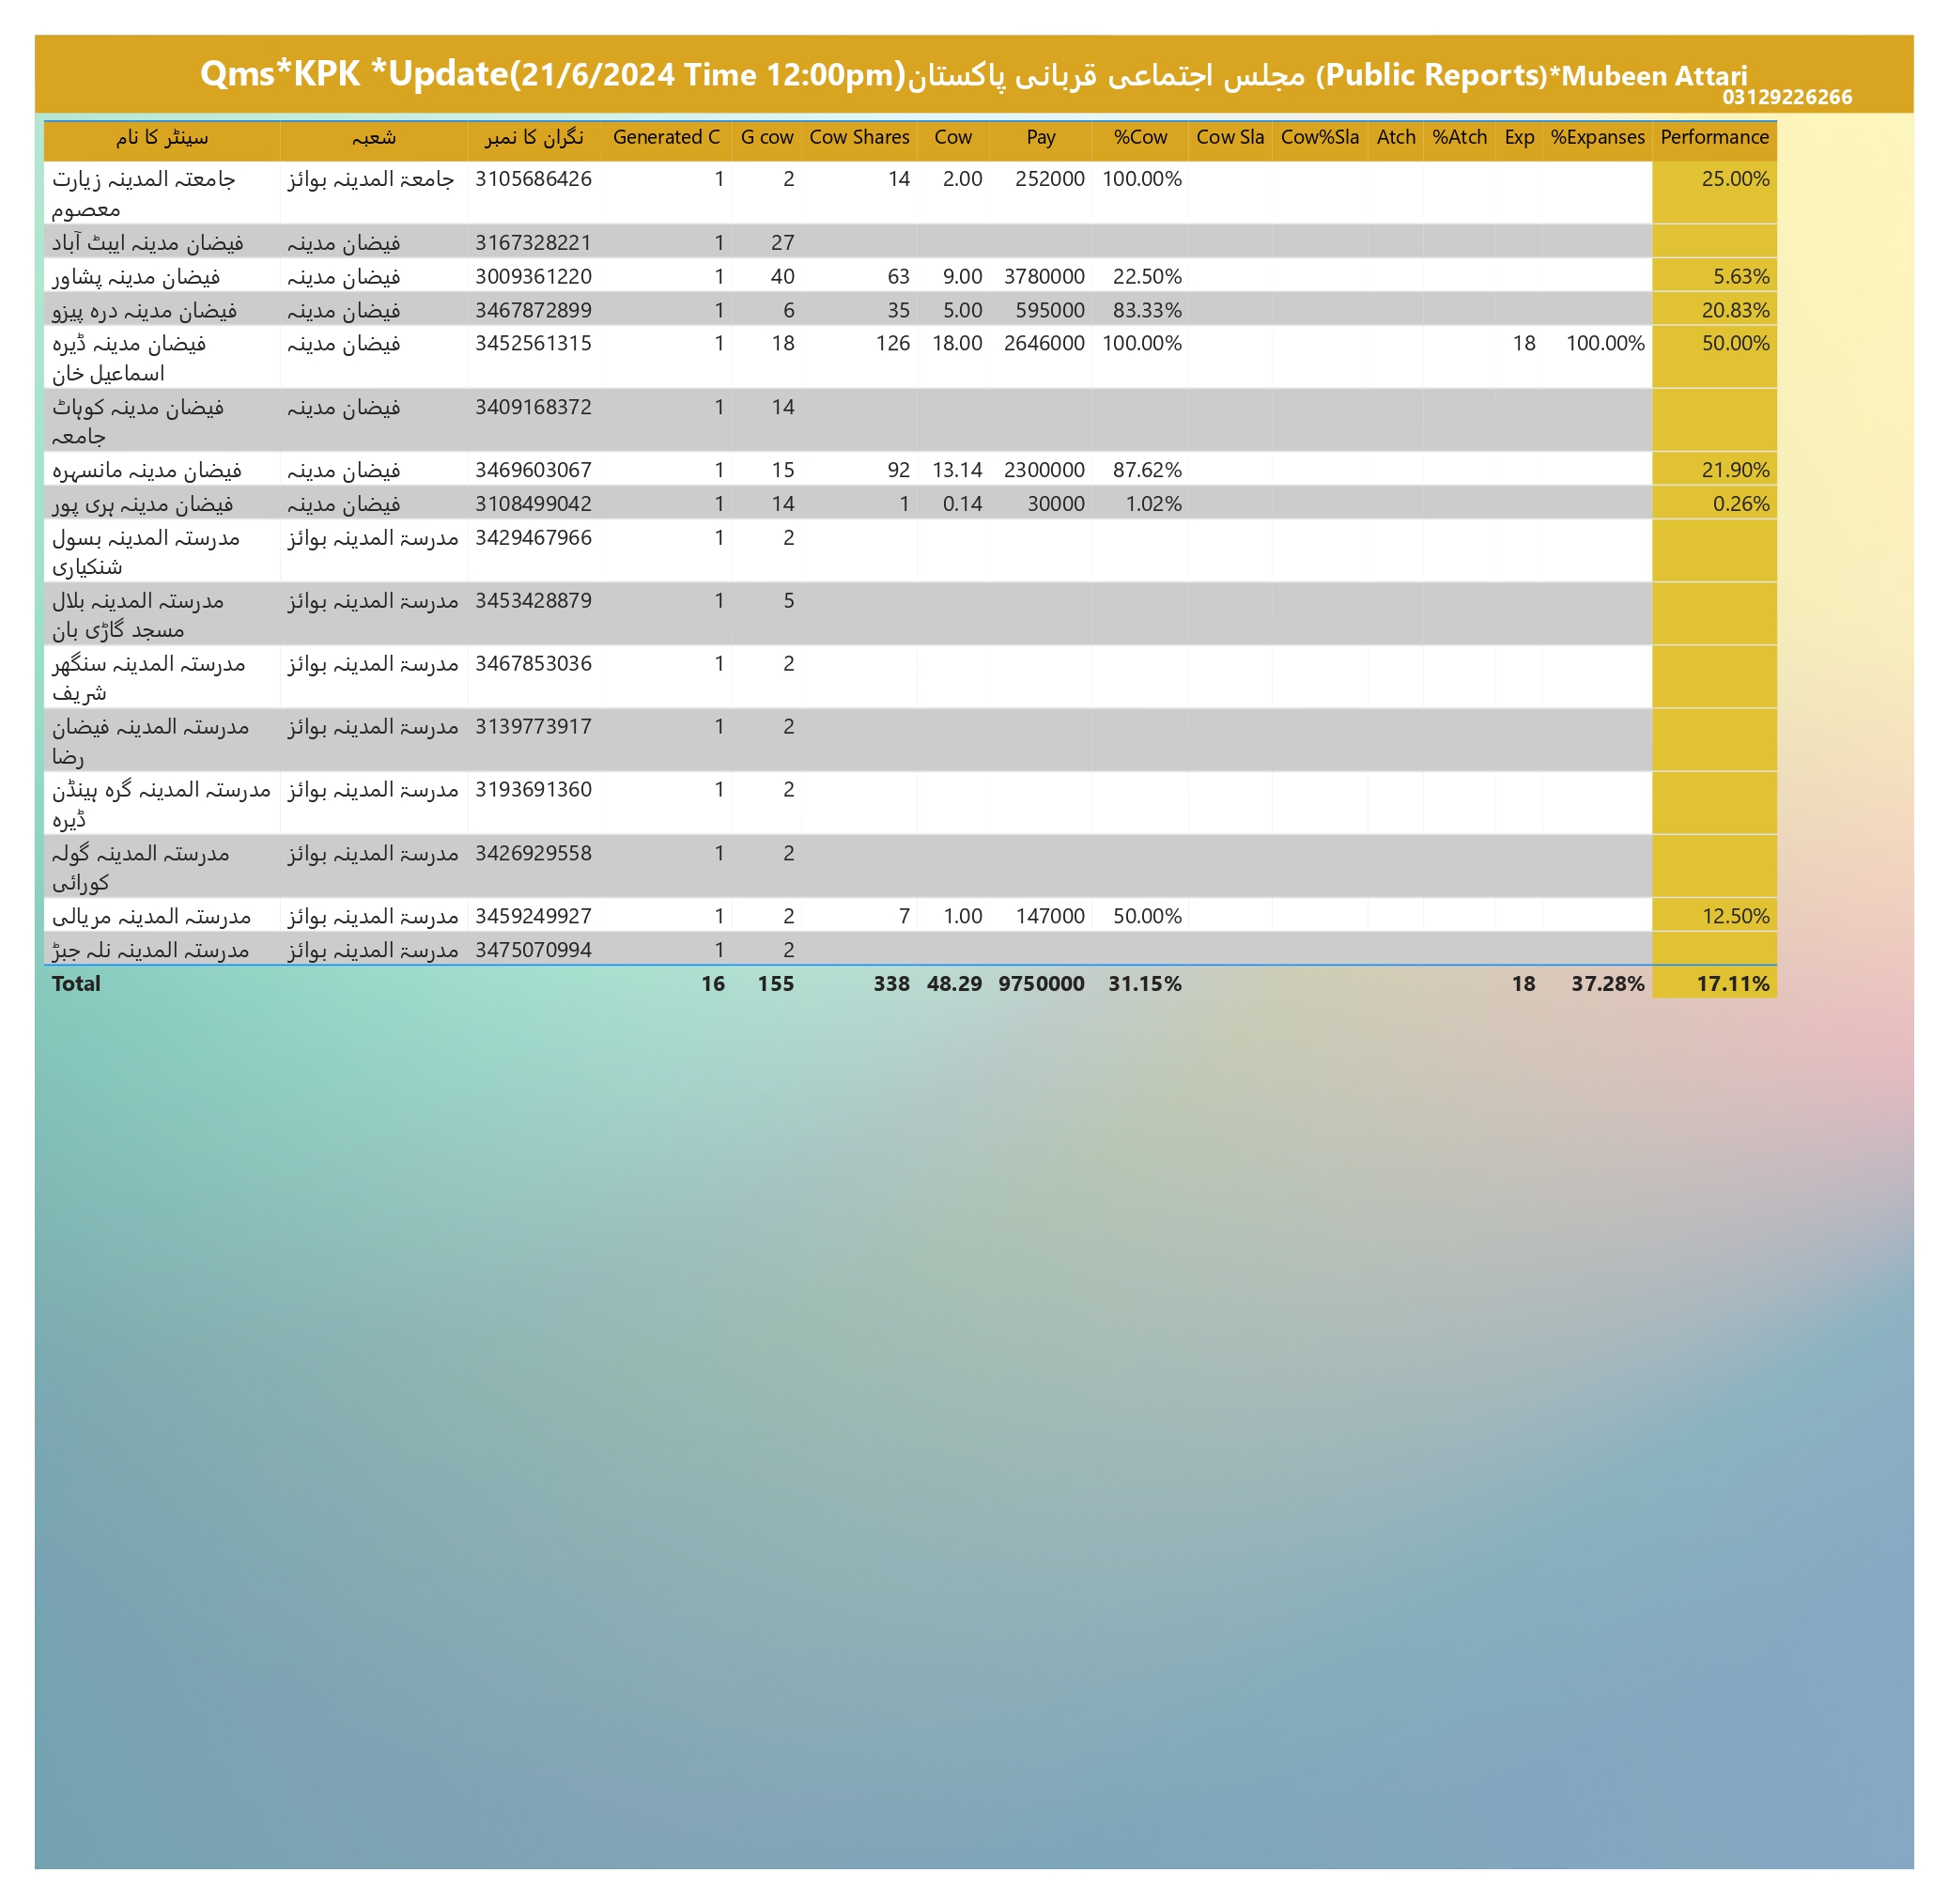 Qms*KPK *Update(21/6/2024 Time 12:00pm)مجلس اجتماعی قربانی پاکستان (Public Reports)*Mubeen Attari
03129226266
سینٹر کا نام شعبہ نگران کا نمبر Generated C G cow Cow Shares Cow Pay %Cow Cow Sla Cow%Sla Atch %Atch Exp %Expanses Performance
جامعتہ المدینہ زیارت جامعۃ المدینہ بوائز 3105686426 1 2 14 2.00 252000 100.00% 25.00%
معصوم
فیضان مدینہ ایبٹ آباد فیضان مدینہ 3167328221 1 27
فیضان مدینہ پشاور فیضان مدینہ 3009361220 1 40 63 9.00 3780000 22.50% 5.63%
فیضان مدینہ درہ پیزو فیضان مدینہ 3467872899 1 6 35 5.00 595000 83.33% 20.83%
فیضان مدینہ ڈیرہ فیضان مدینہ 3452561315 1 18 126 18.00 2646000 100.00% 18 100.00% 50.00%
اسماعیل خان
فیضان مدینہ کوہاٹ فیضان مدینہ 3409168372 1 14
جامعہ
فیضان مدینہ مانسہرہ فیضان مدینہ 3469603067 1 15 92 13.14 2300000 87.62% 21.90%
فیضان مدینہ ہری پور فیضان مدینہ 3108499042 1 14 1 0.14 30000 1.02% 0.26%
مدرستہ المدینہ بسول مدرسۃ المدینہ بوائز 3429467966 1 2
شنکیاری
مدرستہ المدینہ بلال مدرسۃ المدینہ بوائز 3453428879 1 5
مسجد گاڑی بان
مدرستہ المدینہ سنگھر مدرسۃ المدینہ بوائز 3467853036 1 2
شریف
مدرستہ المدینہ فیضان مدرسۃ المدینہ بوائز 3139773917 1 2
رضا
مدرستہ المدینہ گرہ ہینڈن مدرسۃ المدینہ بوائز 3193691360 1 2
ڈیرہ
مدرستہ المدینہ گولہ مدرسۃ المدینہ بوائز 3426929558 1 2
کورائی
مدرستہ المدینہ مریالی مدرسۃ المدینہ بوائز 3459249927 1 2 7 1.00 147000 50.00% 12.50%
مدرستہ المدینہ نلہ جبڑ مدرسۃ المدینہ بوائز 3475070994 1 2
Total 16 155 338 48.29 9750000 31.15% 18 37.28% 17.11%